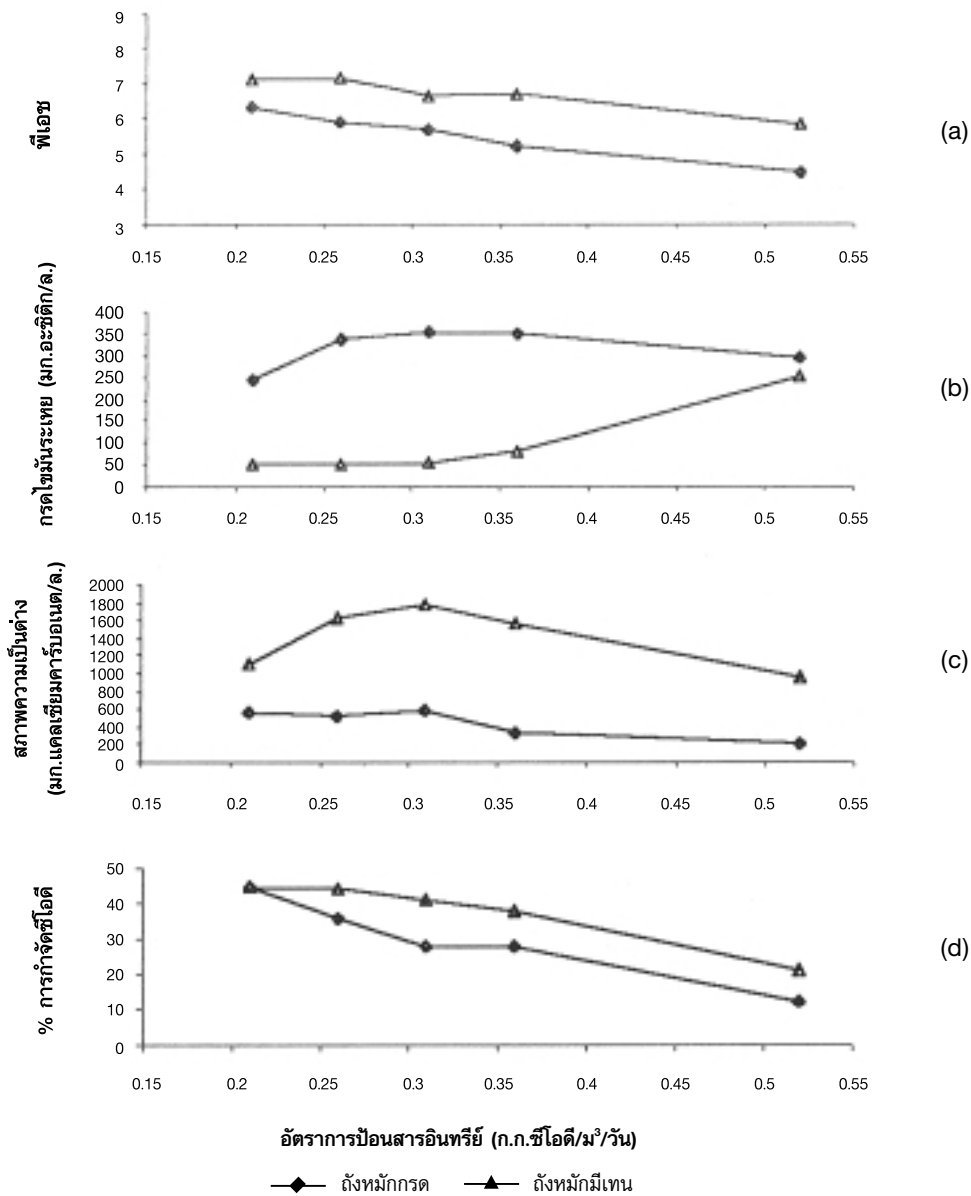 9
8
7
6
5
4
3
พีเอช
(a)
0.15 0.2 0.25 0.3 0.35 0.4 0.45 0.5 0.55
400
350
300
250
200
150
100
50
0
กรดไขมันระเหย (มก.อะซิติก/ล.)
(b)
0.15 0.2 0.25 0.3 0.35 0.4 0.45 0.5 0.55
2000
1800
1600
1400
1200
1000
800
600
400
200
0
สภาพความเป็นด่าง
(มก.แคลเซียมคาร์บอเนต/ล.)
(c)
0.15 0.2 0.25 0.3 0.35 0.4 0.45 0.5 0.55
50
40
30
20
10
0
% การกำจัดซีโอดี
(d)
0.15 0.2 0.25 0.3 0.35 0.4 0.45 0.5 0.55
อัตราการป้อนสารอินทรีย์ (ก.ก.ซีโอดี/ม³/วัน)
ถังหมักกรด ถังหมักมีเทน